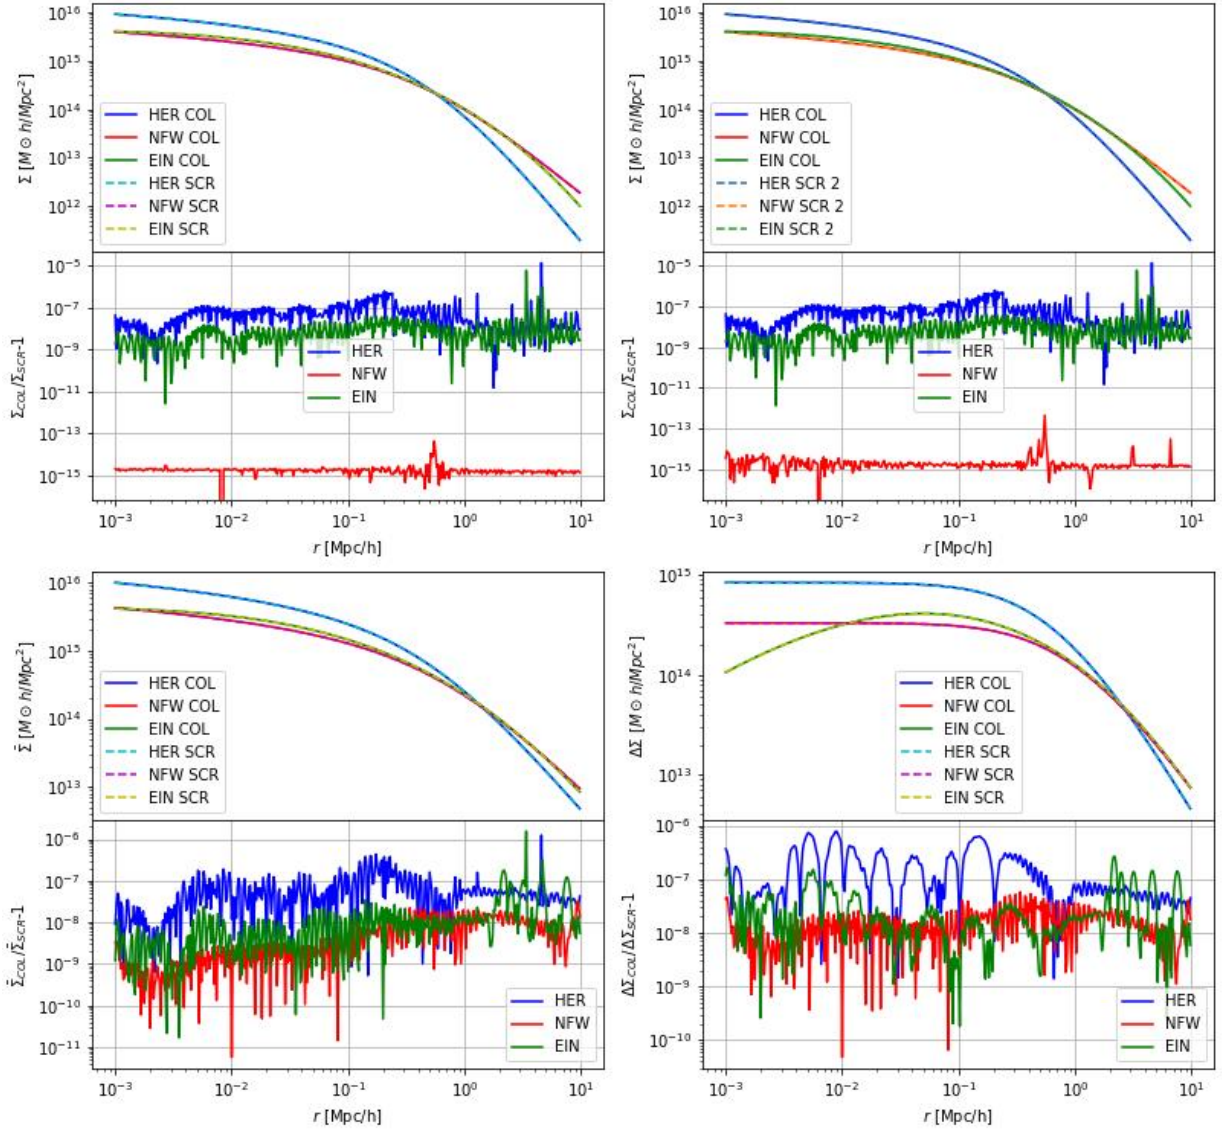 10^16
10^15
10^14
10^13
10^12
Σ [M⊙ h/Mpc²]
HER COL
NFW COL
EIN COL
HER SCR
NFW SCR
EIN SCR
10^-5
10^-7
10^-9
10^-11
10^-13
10^-15
Σ_COL/Σ_SCR-1
HER
NFW
EIN
10^-3 10^-2 10^-1 10^0 10^1
r [Mpc/h]
10^16
10^15
10^14
10^13
10^12
Σ [M⊙ h/Mpc²]
HER COL
NFW COL
EIN COL
HER SCR 2
NFW SCR 2
EIN SCR 2
10^-5
10^-7
10^-9
10^-11
10^-13
10^-15
Σ_COL/Σ_SCR-1
HER
NFW
EIN
10^-3 10^-2 10^-1 10^0 10^1
r [Mpc/h]
10^16
10^15
10^14
10^13
Σ̄ [M⊙ h/Mpc²]
HER COL
NFW COL
EIN COL
HER SCR
NFW SCR
EIN SCR
10^-6
10^-7
10^-8
10^-9
10^-10
10^-11
Σ̄_COL/Σ̄_SCR-1
HER
NFW
EIN
10^-3 10^-2 10^-1 10^0 10^1
r [Mpc/h]
10^15
10^14
10^13
ΔΣ [M⊙ h/Mpc²]
HER COL
NFW COL
EIN COL
HER SCR
NFW SCR
EIN SCR
10^-6
10^-7
10^-8
10^-9
10^-10
ΔΣ_COL/ΔΣ_SCR-1
HER
NFW
EIN
10^-3 10^-2 10^-1 10^0 10^1
r [Mpc/h]